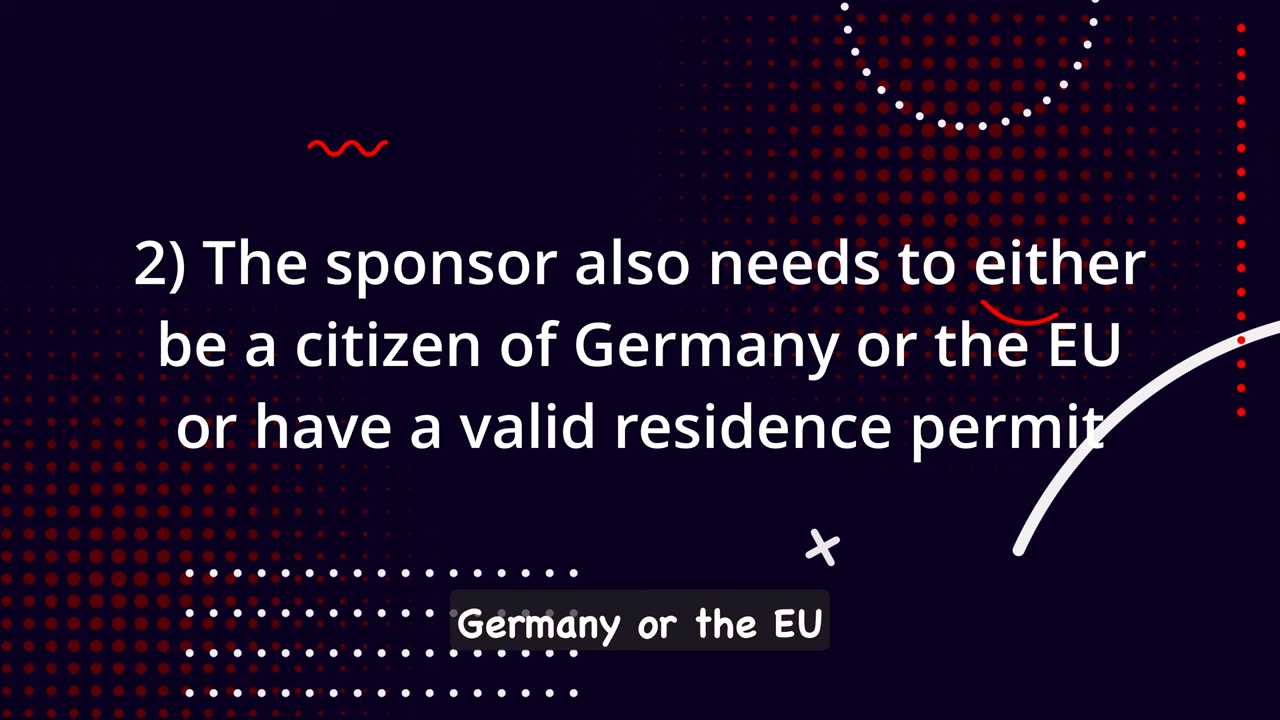 2) The sponsor also needs to either
be a citizen of Germany or the EU
or have a valid residence permit
Germany or the EU